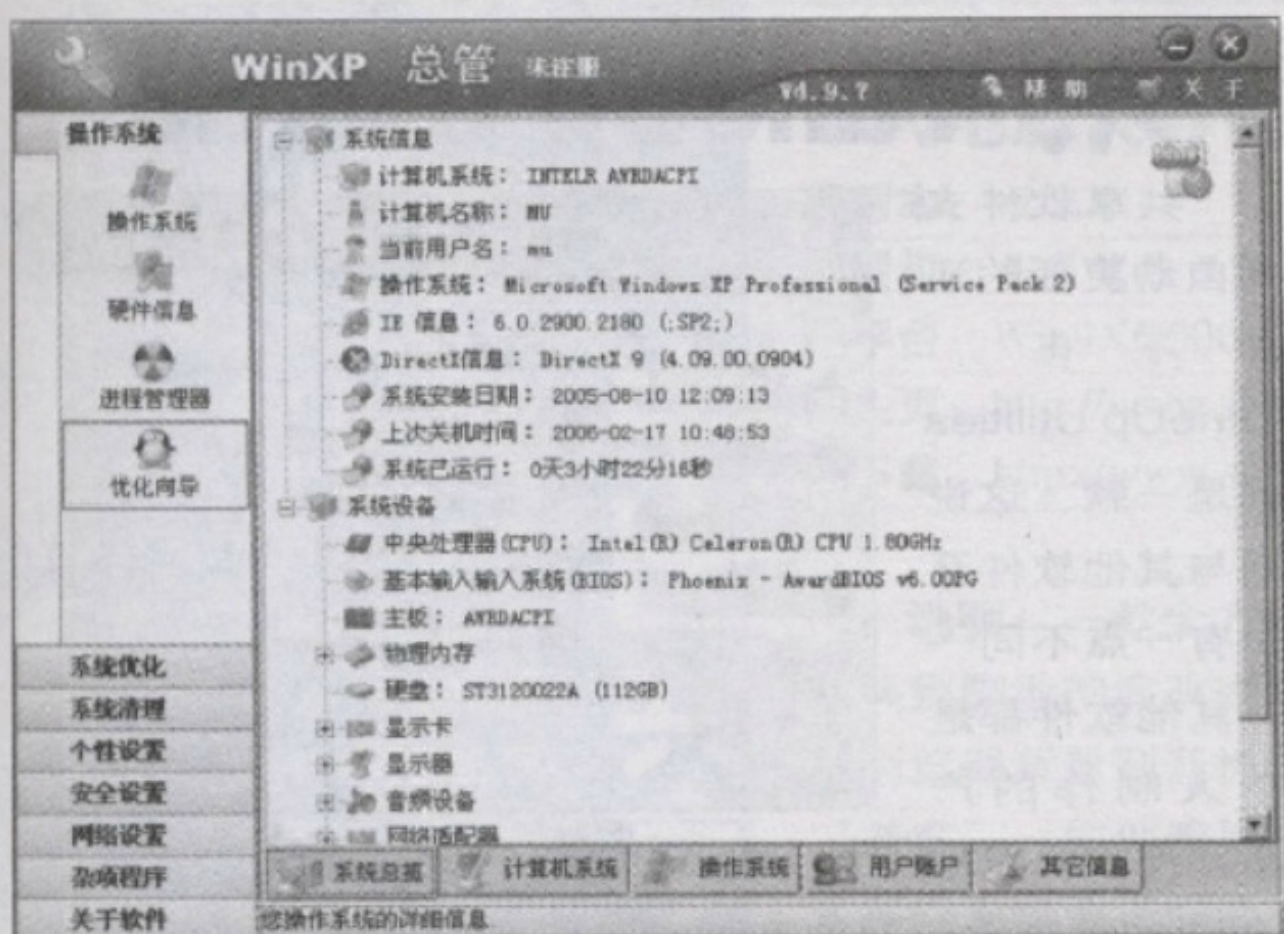 WinXP 总管 未注册
V4.9.7 帮助 关于
操作系统
操作系统
硬件信息
进程管理器
优化向导
系统优化
系统清理
个性设置
安全设置
网络设置
杂项程序
关于软件
系统信息
计算机系统： INTELR AWRDACPI
计算机名称： MU
当前用户名： mu
操作系统： Microsoft Windows XP Professional (Service Pack 2)
IE 信息： 6.0.2900.2180 (;SP2;)
DirectX信息： DirectX 9 (4.09.00.0904)
系统安装日期： 2005-08-10 12:09:13
上次关机时间： 2006-02-17 10:48:53
系统已运行： 0天3小时22分16秒
系统设备
中央处理器(CPU)： Intel(R) Celeron(R) CPU 1.80GHz
基本输入输入系统(BIOS)： Phoenix - AwardBIOS v6.00PG
主板： AWRDACPI
物理内存
硬盘： ST3120022A (112GB)
显示卡
显示器
音频设备
网络适配器
系统总揽 计算机系统 操作系统 用户账户 其它信息
您操作系统的详细信息